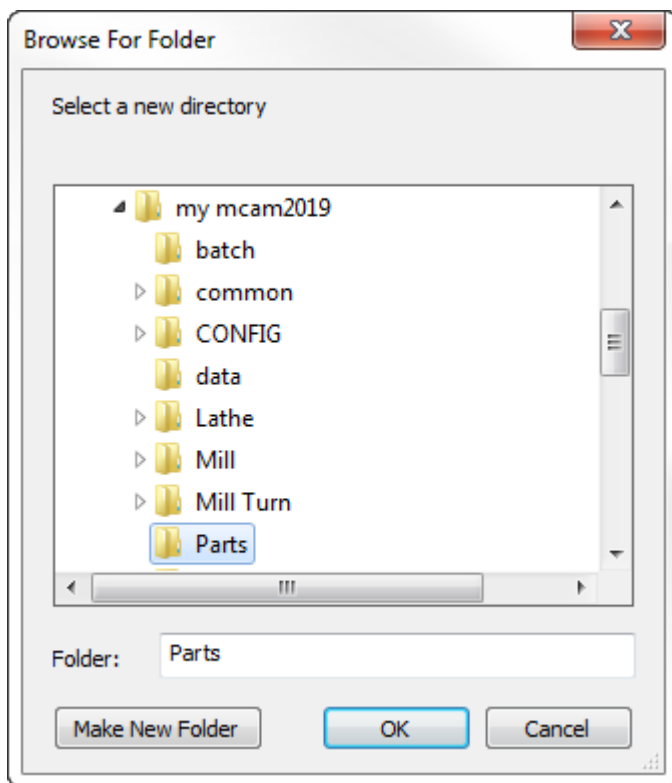 Browse For Folder
Select a new directory
my mcam2019
batch
common
CONFIG
data
Lathe
Mill
Mill Turn
Parts
Folder: Parts
Make New Folder OK Cancel